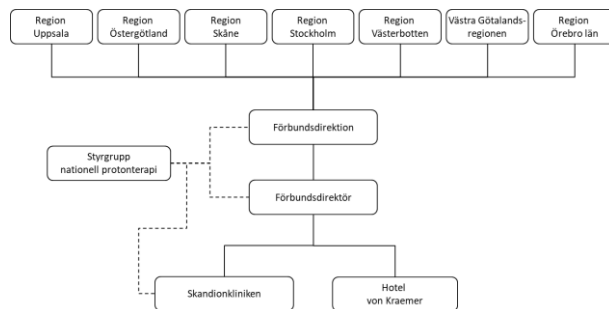 Region
Uppsala
Region
Östergötland
Region
Skåne
Region
Stockholm
Region
Västerbotten
Västra Götalands-
regionen
Region
Örebro län
Förbundsdirektion
Styrgrupp
nationell protonterapi
Förbundsdirektör
Skandionkliniken
Hotel
von Kraemer